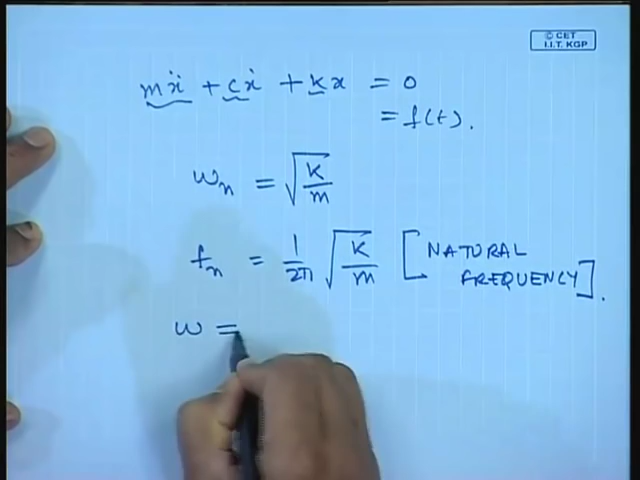 © CET
I.I.T. KGP
mẍ + cẋ + kx = 0
= f(t).
ωn = √(k/m)
fn = 1/2π √(k/m) [NATURAL
FREQUENCY].
ω =